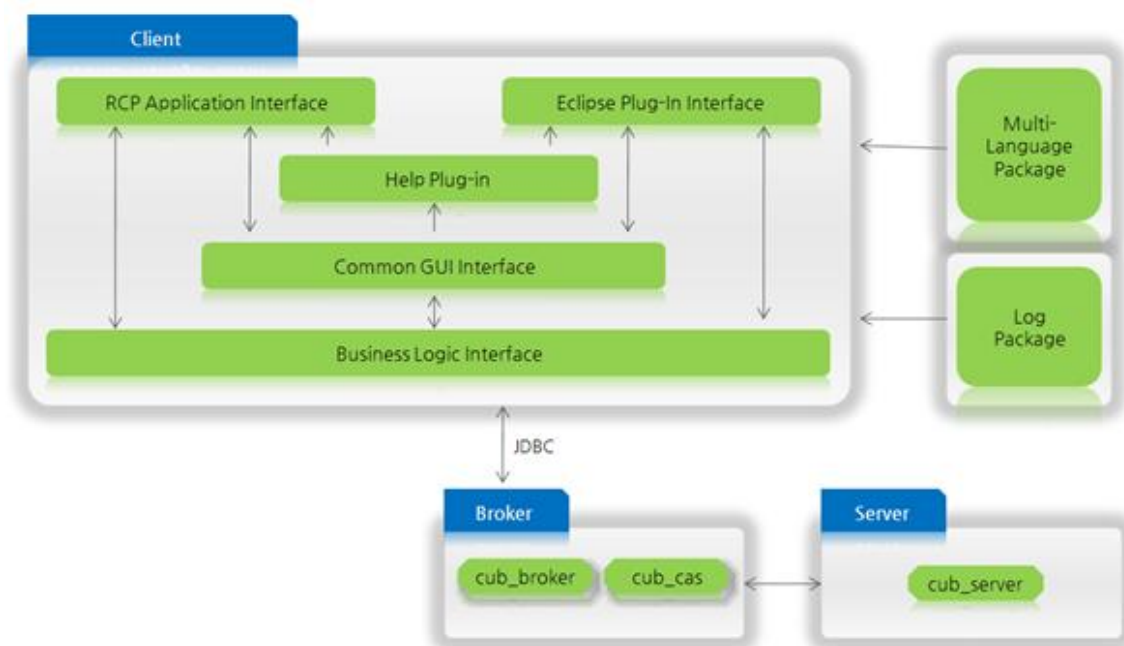 Client
RCP Application Interface
Eclipse Plug-In Interface
Help Plug-in
Common GUI Interface
Business Logic Interface
Multi-
Language
Package
Log
Package
JDBC
Broker
cub_broker
cub_cas
Server
cub_server